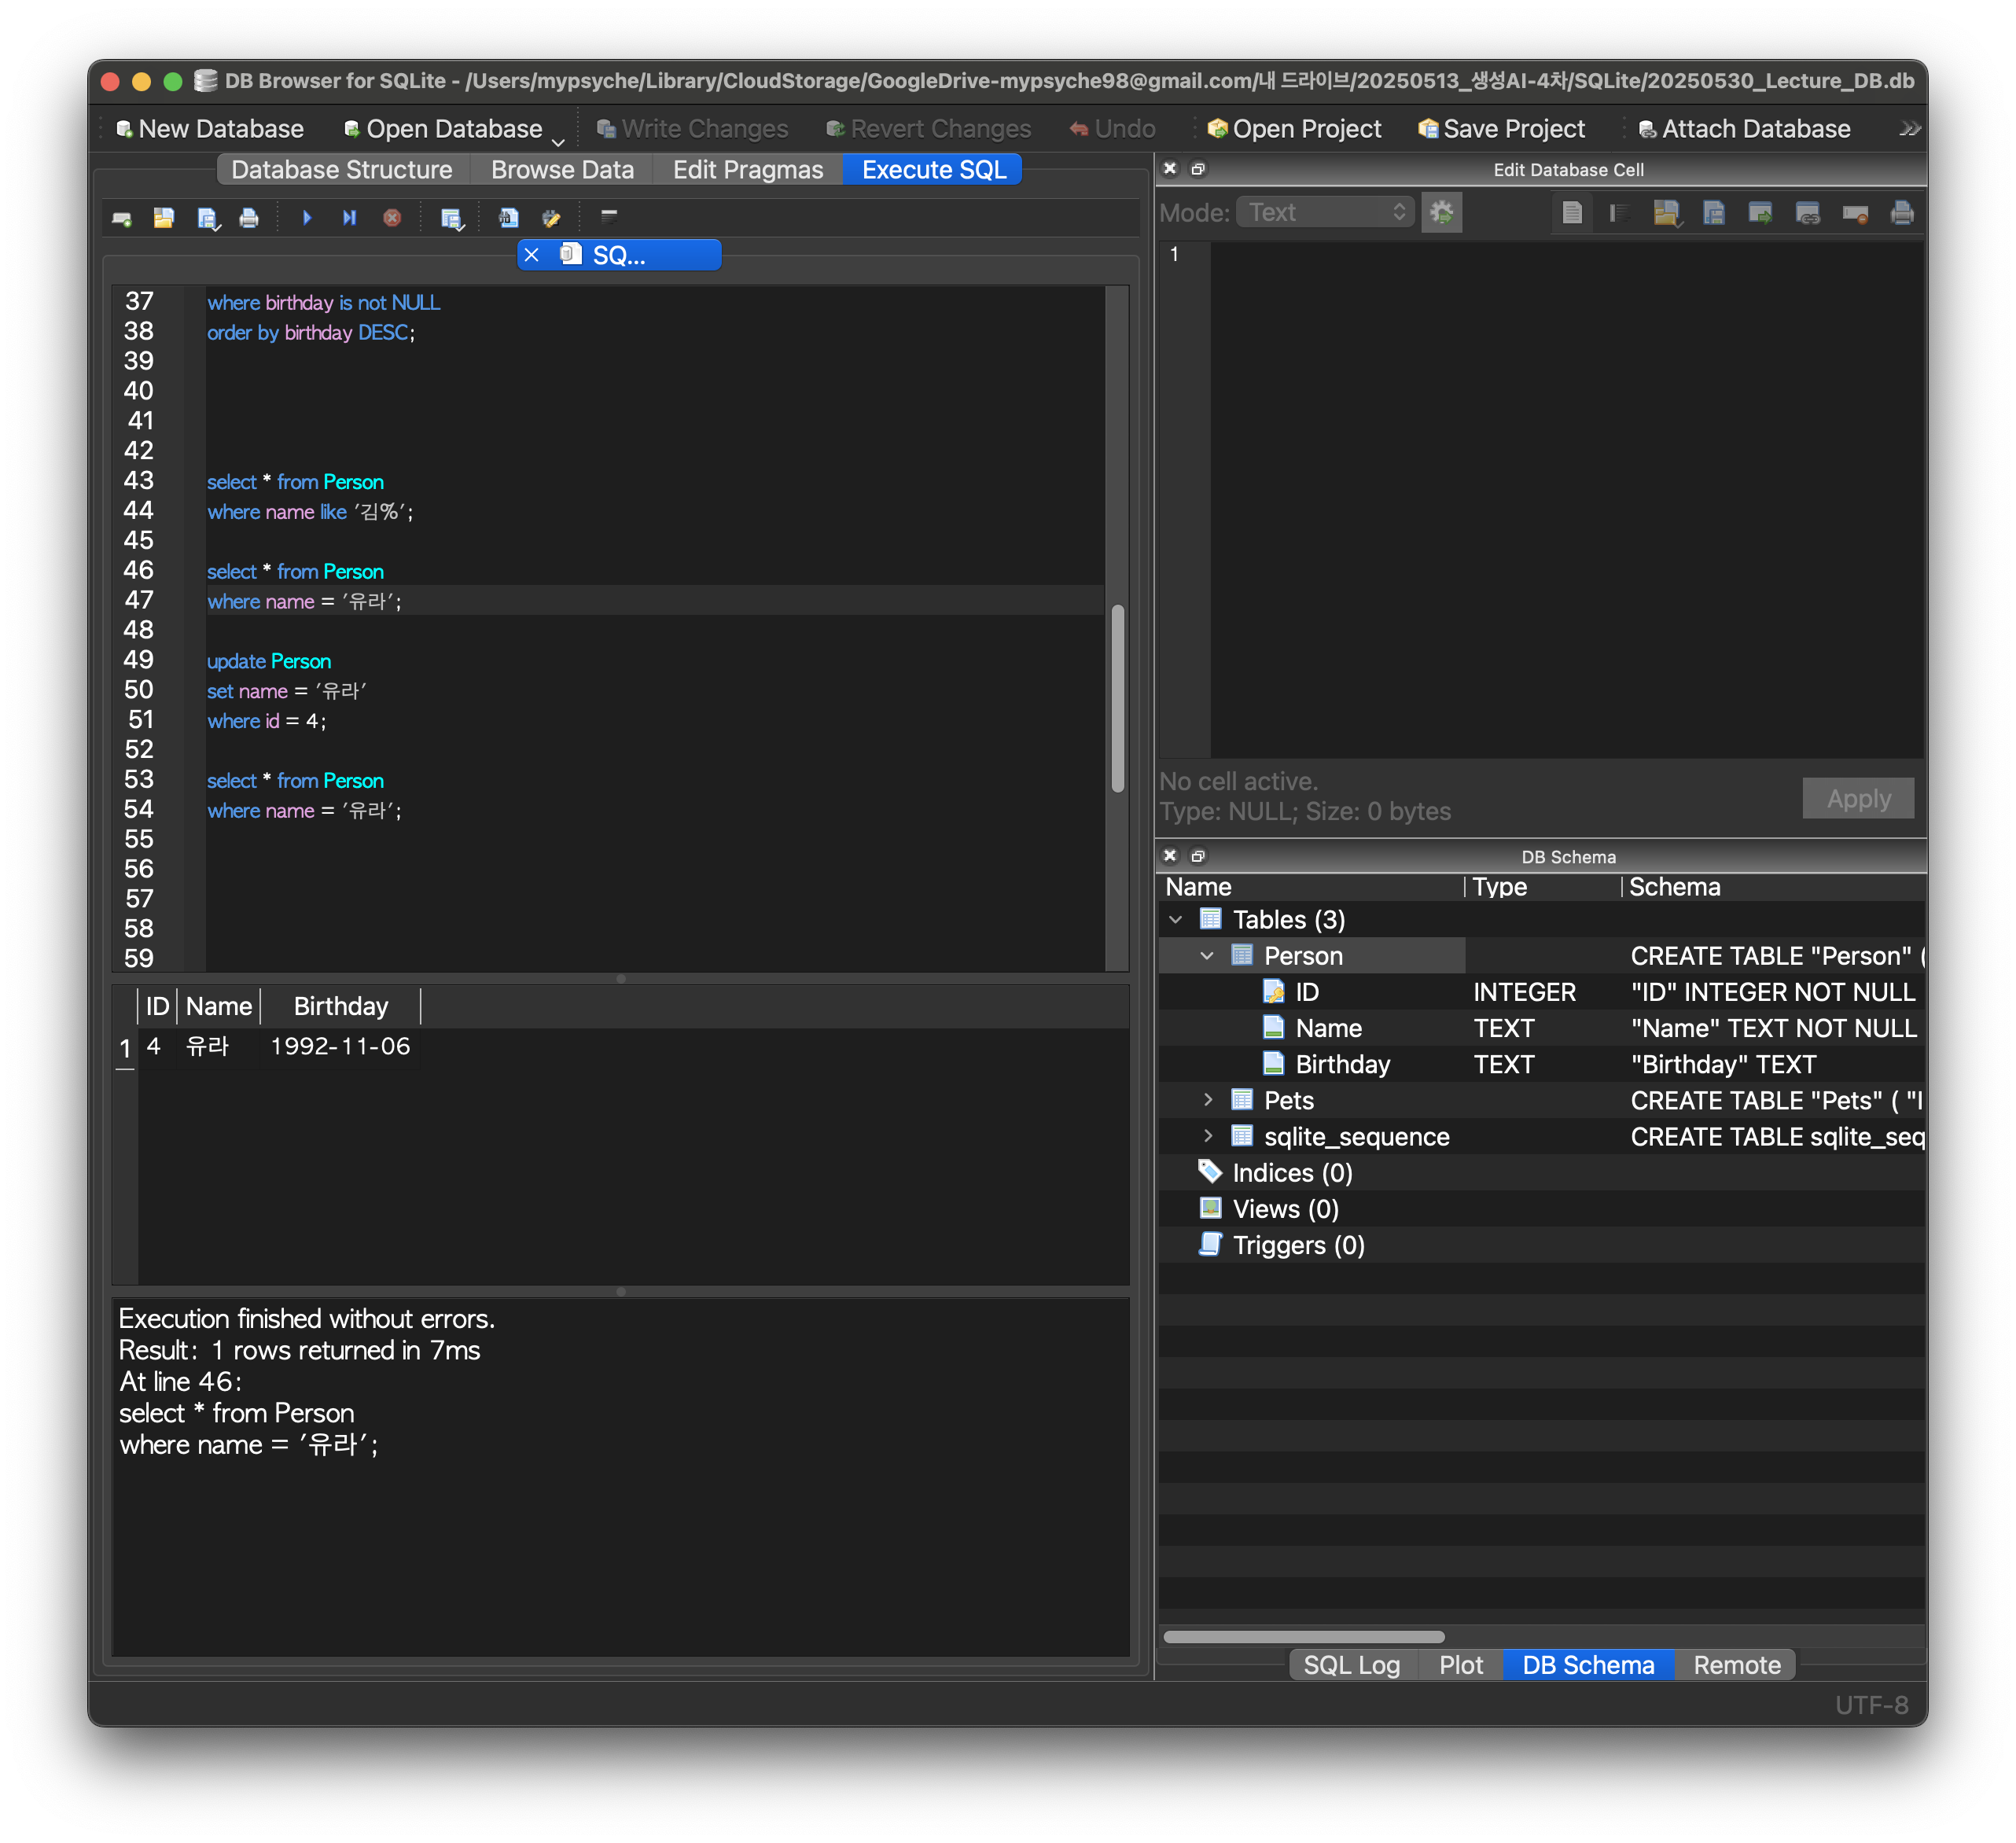 DB Browser for SQLite - /Users/mypsyche/Library/CloudStorage/GoogleDrive-mypsyche98@gmail.com/내 드라이브/20250513_생성AI-4차/SQLite/20250530_Lecture_DB.db
New Database Open Database Write Changes Revert Changes Undo Open Project Save Project Attach Database
Database Structure Browse Data Edit Pragmas Execute SQL
SQ...
37 where birthday is not NULL
38 order by birthday DESC;
39
40
41
42
43 select * from Person
44 where name like '김%';
45
46 select * from Person
47 where name = '유라';
48
49 update Person
50 set name = '유라'
51 where id = 4;
52
53 select * from Person
54 where name = '유라';
55
56
57
58
59
ID Name Birthday
1 4 유라 1992-11-06
Execution finished without errors.
Result: 1 rows returned in 7ms
At line 46:
select * from Person
where name = '유라';
Edit Database Cell
Mode: Text
1
No cell active.
Type: NULL; Size: 0 bytes
Apply
DB Schema
Name Type Schema
Tables (3)
Person CREATE TABLE "Person" (
ID INTEGER "ID" INTEGER NOT NULL
Name TEXT "Name" TEXT NOT NULL
Birthday TEXT "Birthday" TEXT
Pets CREATE TABLE "Pets" ( "I
sqlite_sequence CREATE TABLE sqlite_seq
Indices (0)
Views (0)
Triggers (0)
SQL Log Plot DB Schema Remote
UTF-8